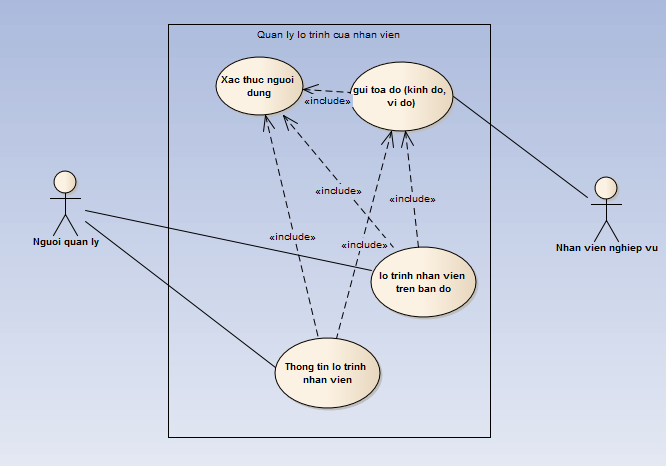 Quan ly lo trinh cua nhan vien
Xac thuc nguoi
dung
gui toa do (kinh do,
vi do)
«include»
«include»
«include»
«include»
«include»
Nguoi quan ly
Nhan vien nghiep vu
lo trinh nhan vien
tren ban do
Thong tin lo trinh
nhan vien